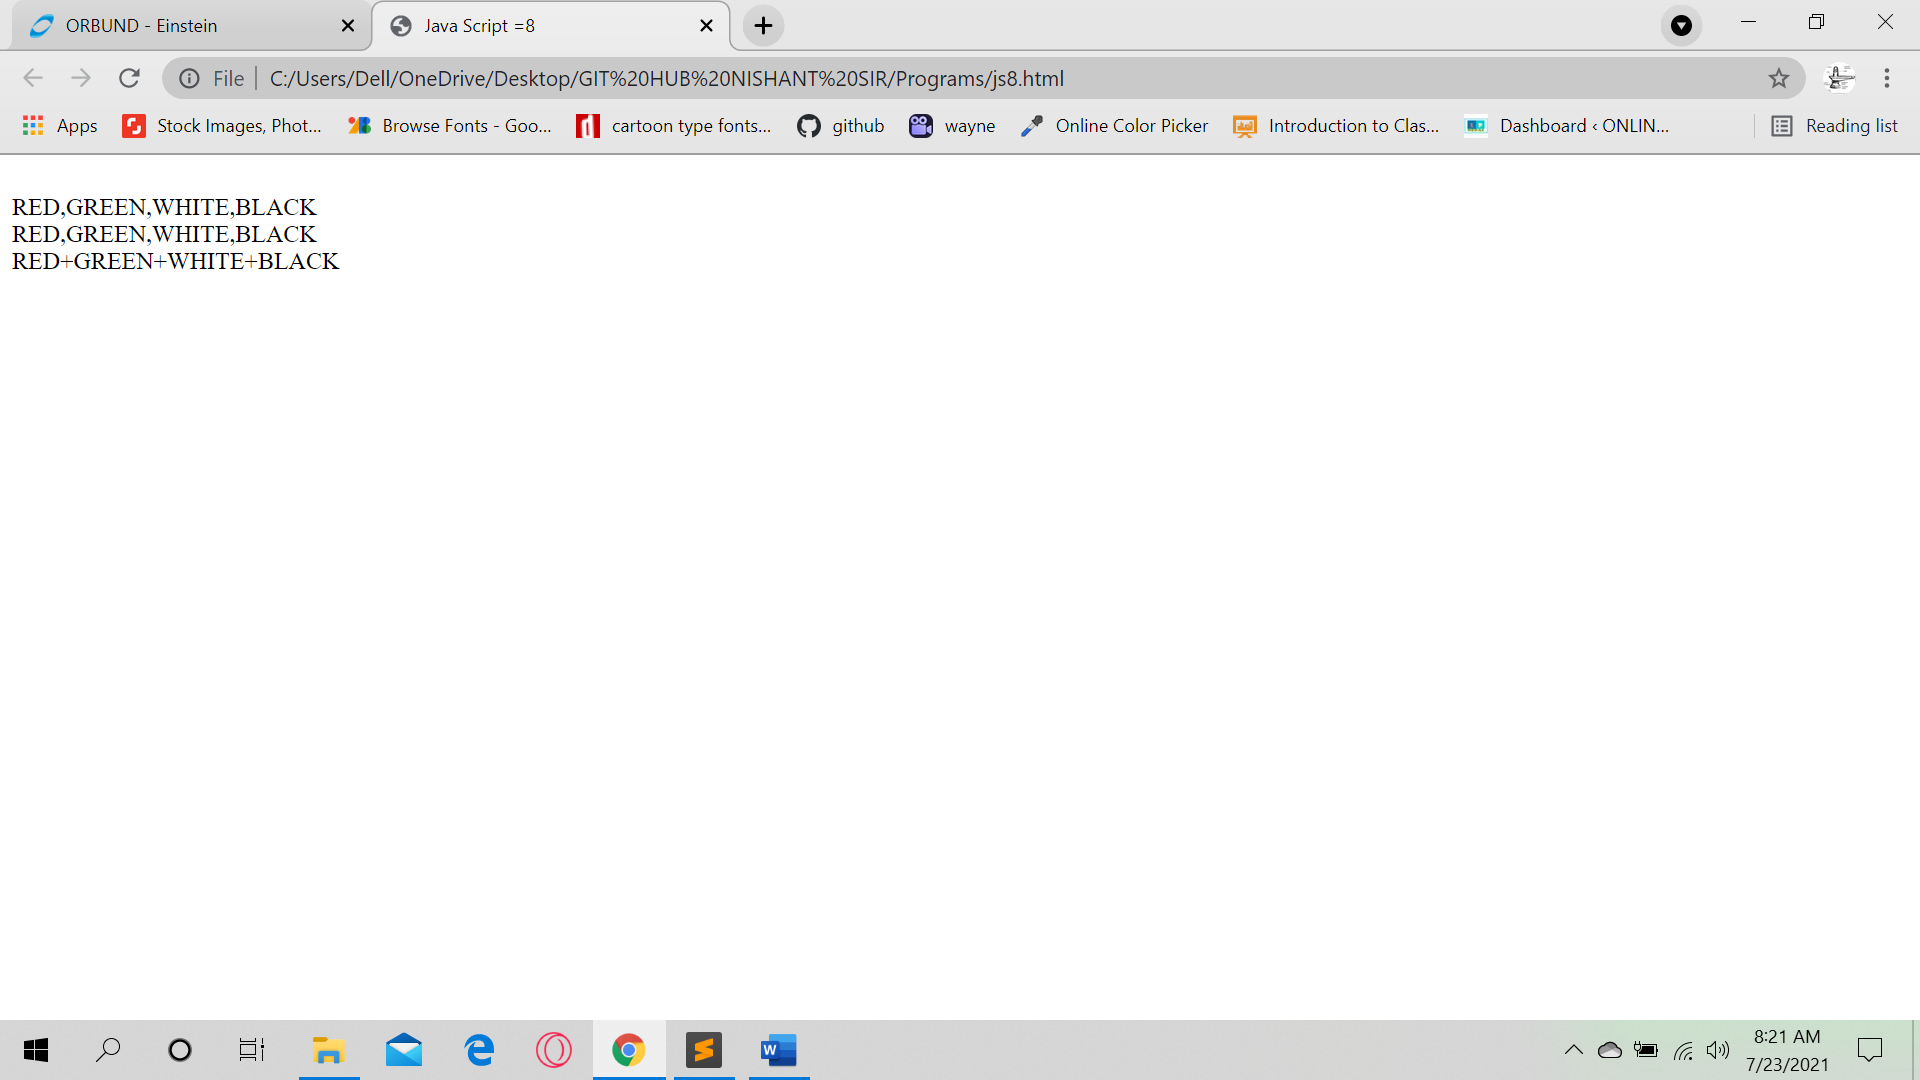 ORBUND - Einstein
Java Script =8
File
C:/Users/Dell/OneDrive/Desktop/GIT%20HUB%20NISHANT%20SIR/Programs/js8.html
Apps
Stock Images, Phot...
Browse Fonts - Goo...
cartoon type fonts...
github
wayne
Online Color Picker
Introduction to Clas...
Dashboard ‹ ONLIN...
Reading list
RED,GREEN,WHITE,BLACK
RED,GREEN,WHITE,BLACK
RED+GREEN+WHITE+BLACK
8:21 AM
7/23/2021